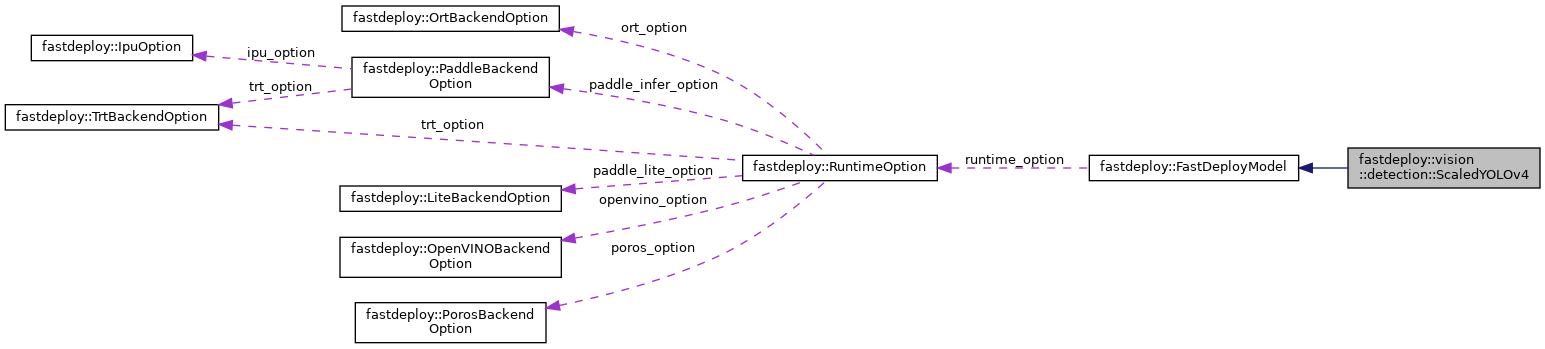 fastdeploy::OrtBackendOption
ort_option
fastdeploy::IpuOption
ipu_option
fastdeploy::PaddleBackend
Option
paddle_infer_option
trt_option
fastdeploy::TrtBackendOption
trt_option
fastdeploy::RuntimeOption
runtime_option
fastdeploy::FastDeployModel
fastdeploy::vision
::detection::ScaledYOLOv4
paddle_lite_option
fastdeploy::LiteBackendOption
openvino_option
fastdeploy::OpenVINOBackend
Option
poros_option
fastdeploy::PorosBackend
Option